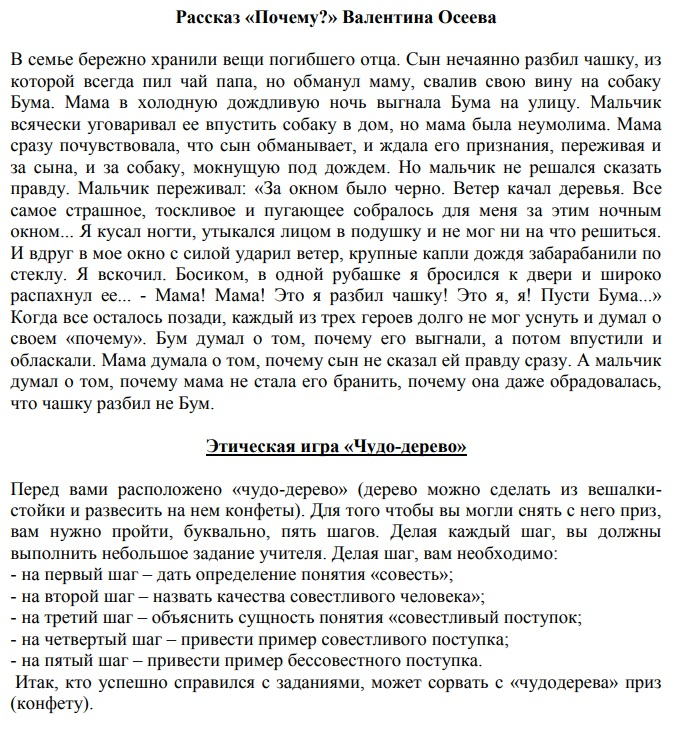 Рассказ «Почему?» Валентина Осеева
В семье бережно хранили вещи погибшего отца. Сын нечаянно разбил чашку, из
которой всегда пил чай папа, но обманул маму, свалив свою вину на собаку
Бума. Мама в холодную дождливую ночь выгнала Бума на улицу. Мальчик
всячески уговаривал ее впустить собаку в дом, но мама была неумолима. Мама
сразу почувствовала, что сын обманывает, и ждала его признания, переживая и
за сына, и за собаку, мокнущую под дождем. Но мальчик не решался сказать
правду. Мальчик переживал: «За окном было черно. Ветер качал деревья. Все
самое страшное, тоскливое и пугающее собралось для меня за этим ночным
окном... Я кусал ногти, утыкался лицом в подушку и не мог ни на что решиться.
И вдруг в мое окно с силой ударил ветер, крупные капли дождя забарабанили по
стеклу. Я вскочил. Босиком, в одной рубашке я бросился к двери и широко
распахнул ее... - Мама! Мама! Это я разбил чашку! Это я, я! Пусти Бума...»
Когда все осталось позади, каждый из трех героев долго не мог уснуть и думал о
своем «почему». Бум думал о том, почему его выгнали, а потом впустили и
обласкали. Мама думала о том, почему сын не сказал ей правду сразу. А мальчик
думал о том, почему мама не стала его бранить, почему она даже обрадовалась,
что чашку разбил не Бум.
Этическая игра «Чудо-дерево»
Перед вами расположено «чудо-дерево» (дерево можно сделать из вешалки-
стойки и развесить на нем конфеты). Для того чтобы вы могли снять с него приз,
вам нужно пройти, буквально, пять шагов. Делая каждый шаг, вы должны
выполнить небольшое задание учителя. Делая шаг, вам необходимо:
- на первый шаг – дать определение понятия «совесть»;
- на второй шаг – назвать качества совестливого человека»;
- на третий шаг – объяснить сущность понятия «совестливый поступок;
- на четвертый шаг – привести пример совестливого поступка;
- на пятый шаг – привести пример бессовестного поступка.
Итак, кто успешно справился с заданиями, может сорвать с «чудодерева» приз
(конфету).